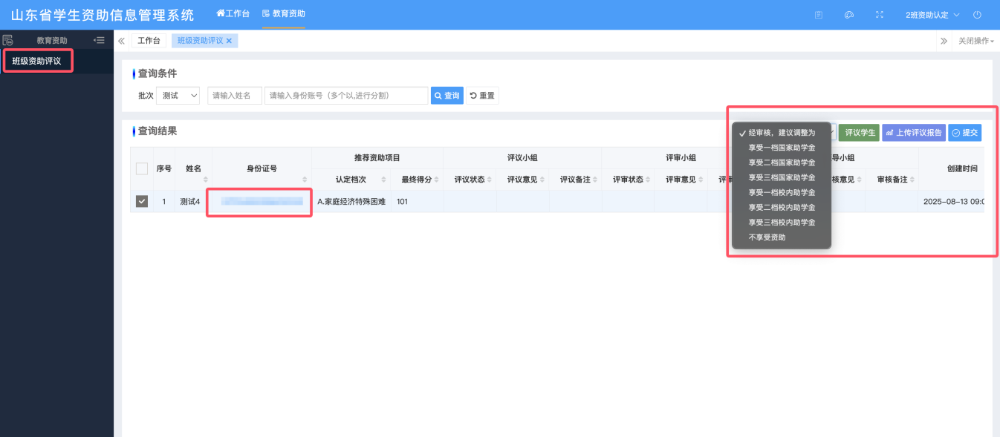 山东省学生资助信息管理系统 工作台 教育资助 2班资助认定
教育资助 工作台 班级资助评议 × 关闭操作
班级资助评议
查询条件
批次 测试 请输入姓名 请输入身份账号（多个以,进行分割） 查询 重置
查询结果
✓ 经审核，建议调整为
享受一档国家助学金
享受二档国家助学金
享受三档国家助学金
享受一档校内助学金
享受二档校内助学金
享受三档校内助学金
不享受资助
评议学生 上传评议报告 提交
推荐资助项目 评议小组 评审小组 导小组
序号 姓名 身份证号 创建时间
认定档次 最终得分 评议状态 评议意见 评议备注 评审状态 评审意见 评审 核意见 审核备注
1 测试4 A.家庭经济特殊困难 101 2025-08-13 09:0